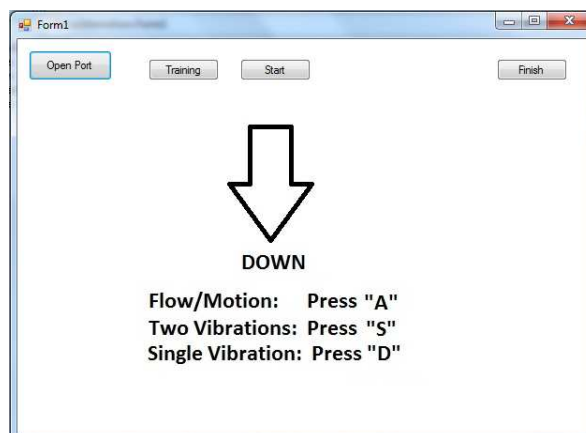 Form1
Open Port
Training
Start
Finish
DOWN
Flow/Motion: Press "A"
Two Vibrations: Press "S"
Single Vibration: Press "D"